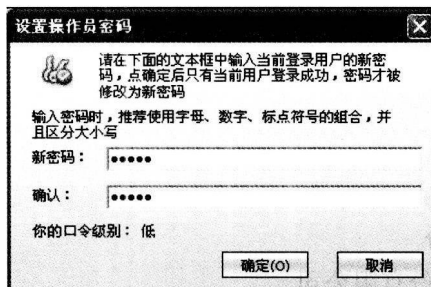 设置操作员密码
请在下面的文本框中输入当前登录用户的新密
码，点确定后只有当前用户登录成功，密码才被
修改为新密码
输入密码时，推荐使用字母、数字、标点符号的组合，并
且区分大小写
新密码： •••••
确认： •••••
你的口令级别： 低
确定(O) 取消